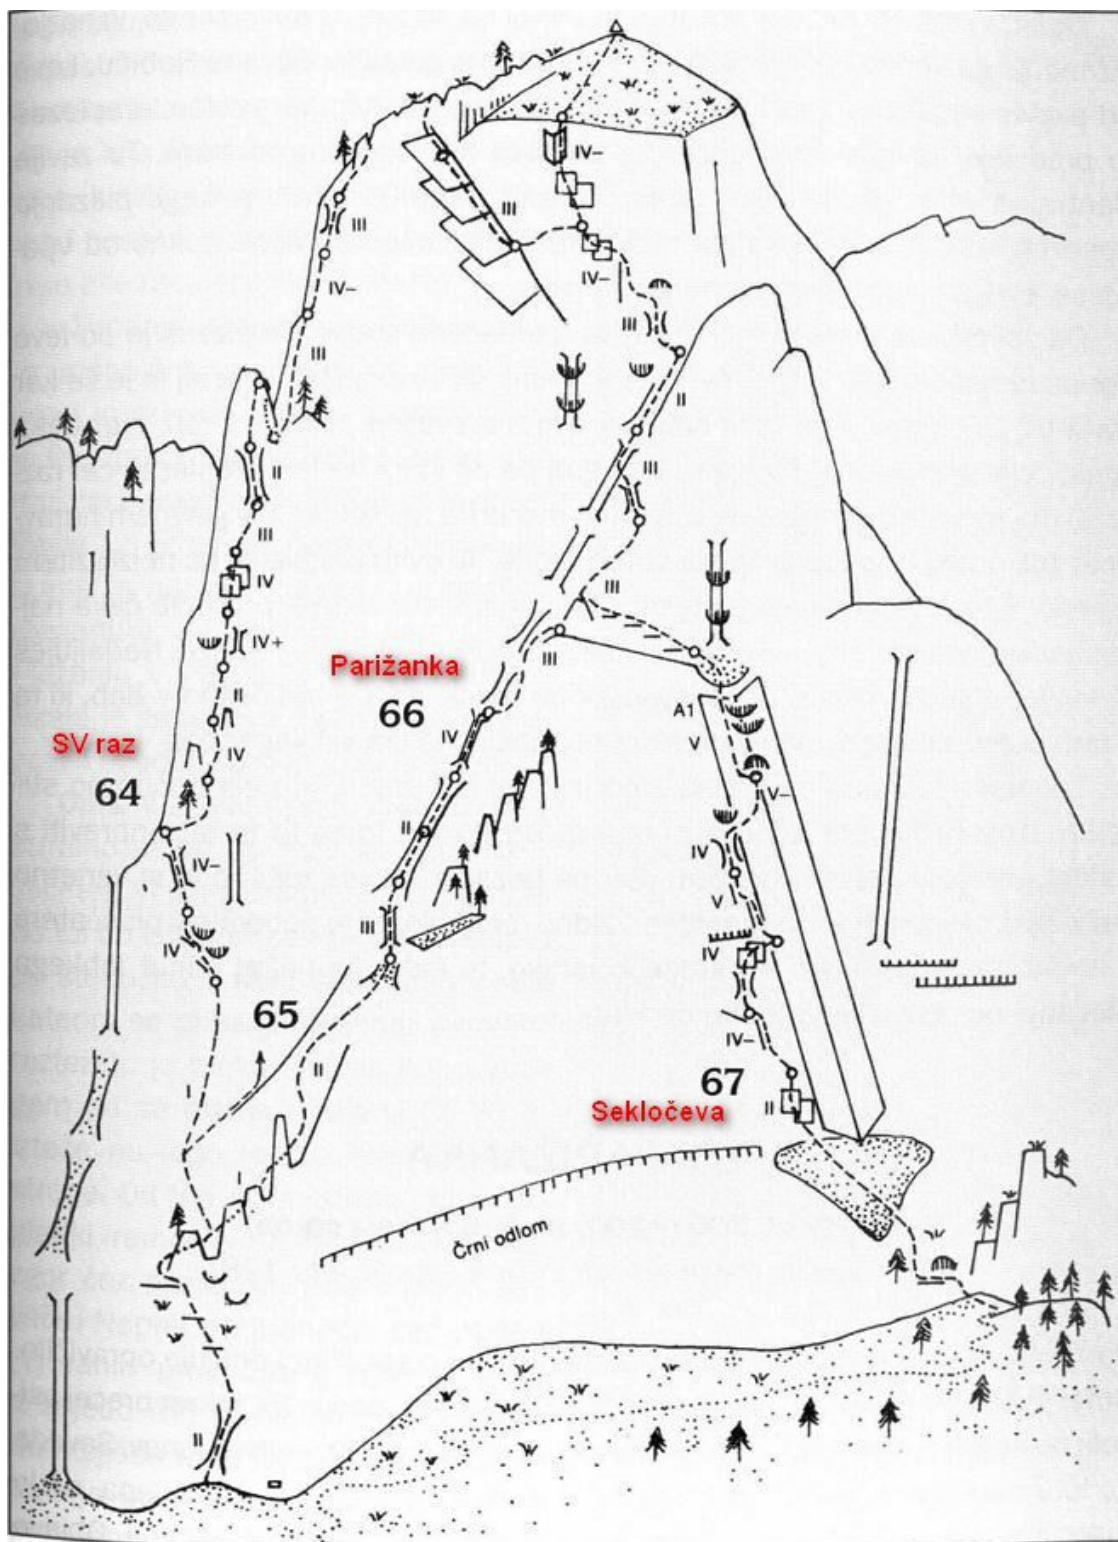 IV-
III
III
IV-
IV-
III
III
II
II
III
III
IV
IV+
III
Parižanka
66
II
A1
V
SV raz
64
IV
IV
V-
II
IV-
IV
V
III
IV
IV
65
IV-
67
II
I
Sekločeva
II
I
Črni odlom
II